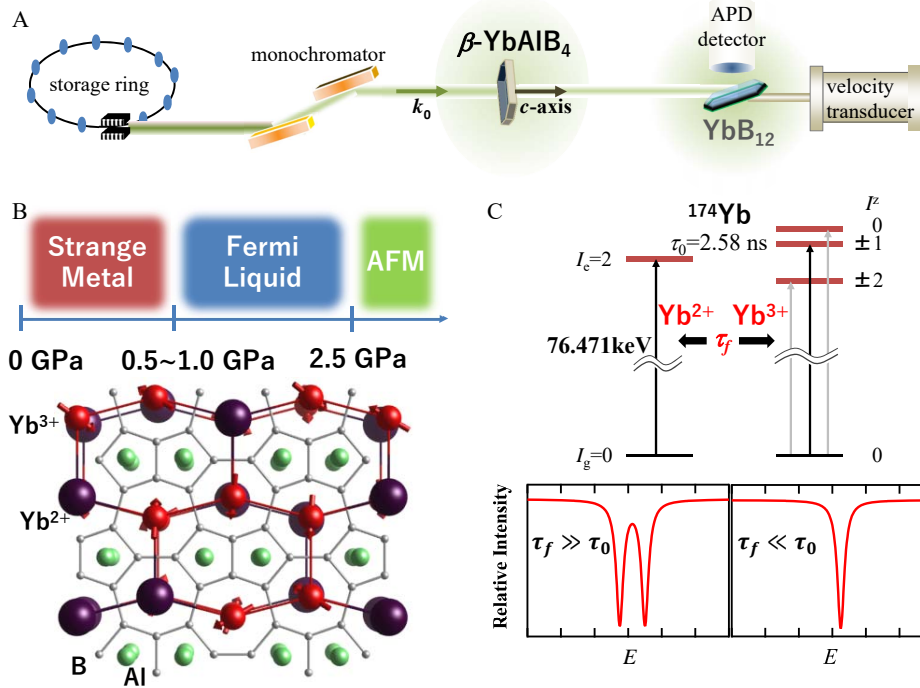 A
storage ring
monochromator
k₀
β-YbAlB₄
c-axis
APD
detector
YbB₁₂
velocity
transducer
B
Strange
Metal
Fermi
Liquid
AFM
0 GPa
0.5~1.0 GPa
2.5 GPa
Yb³⁺
Yb²⁺
B
Al
C
¹⁷⁴Yb
τ₀=2.58 ns
Iᶻ
0
±1
±2
Iₑ=2
Yb²⁺
Yb³⁺
τf
76.471keV
Ig=0
0
Relative Intensity
τf ≫ τ₀
τf ≪ τ₀
E
E